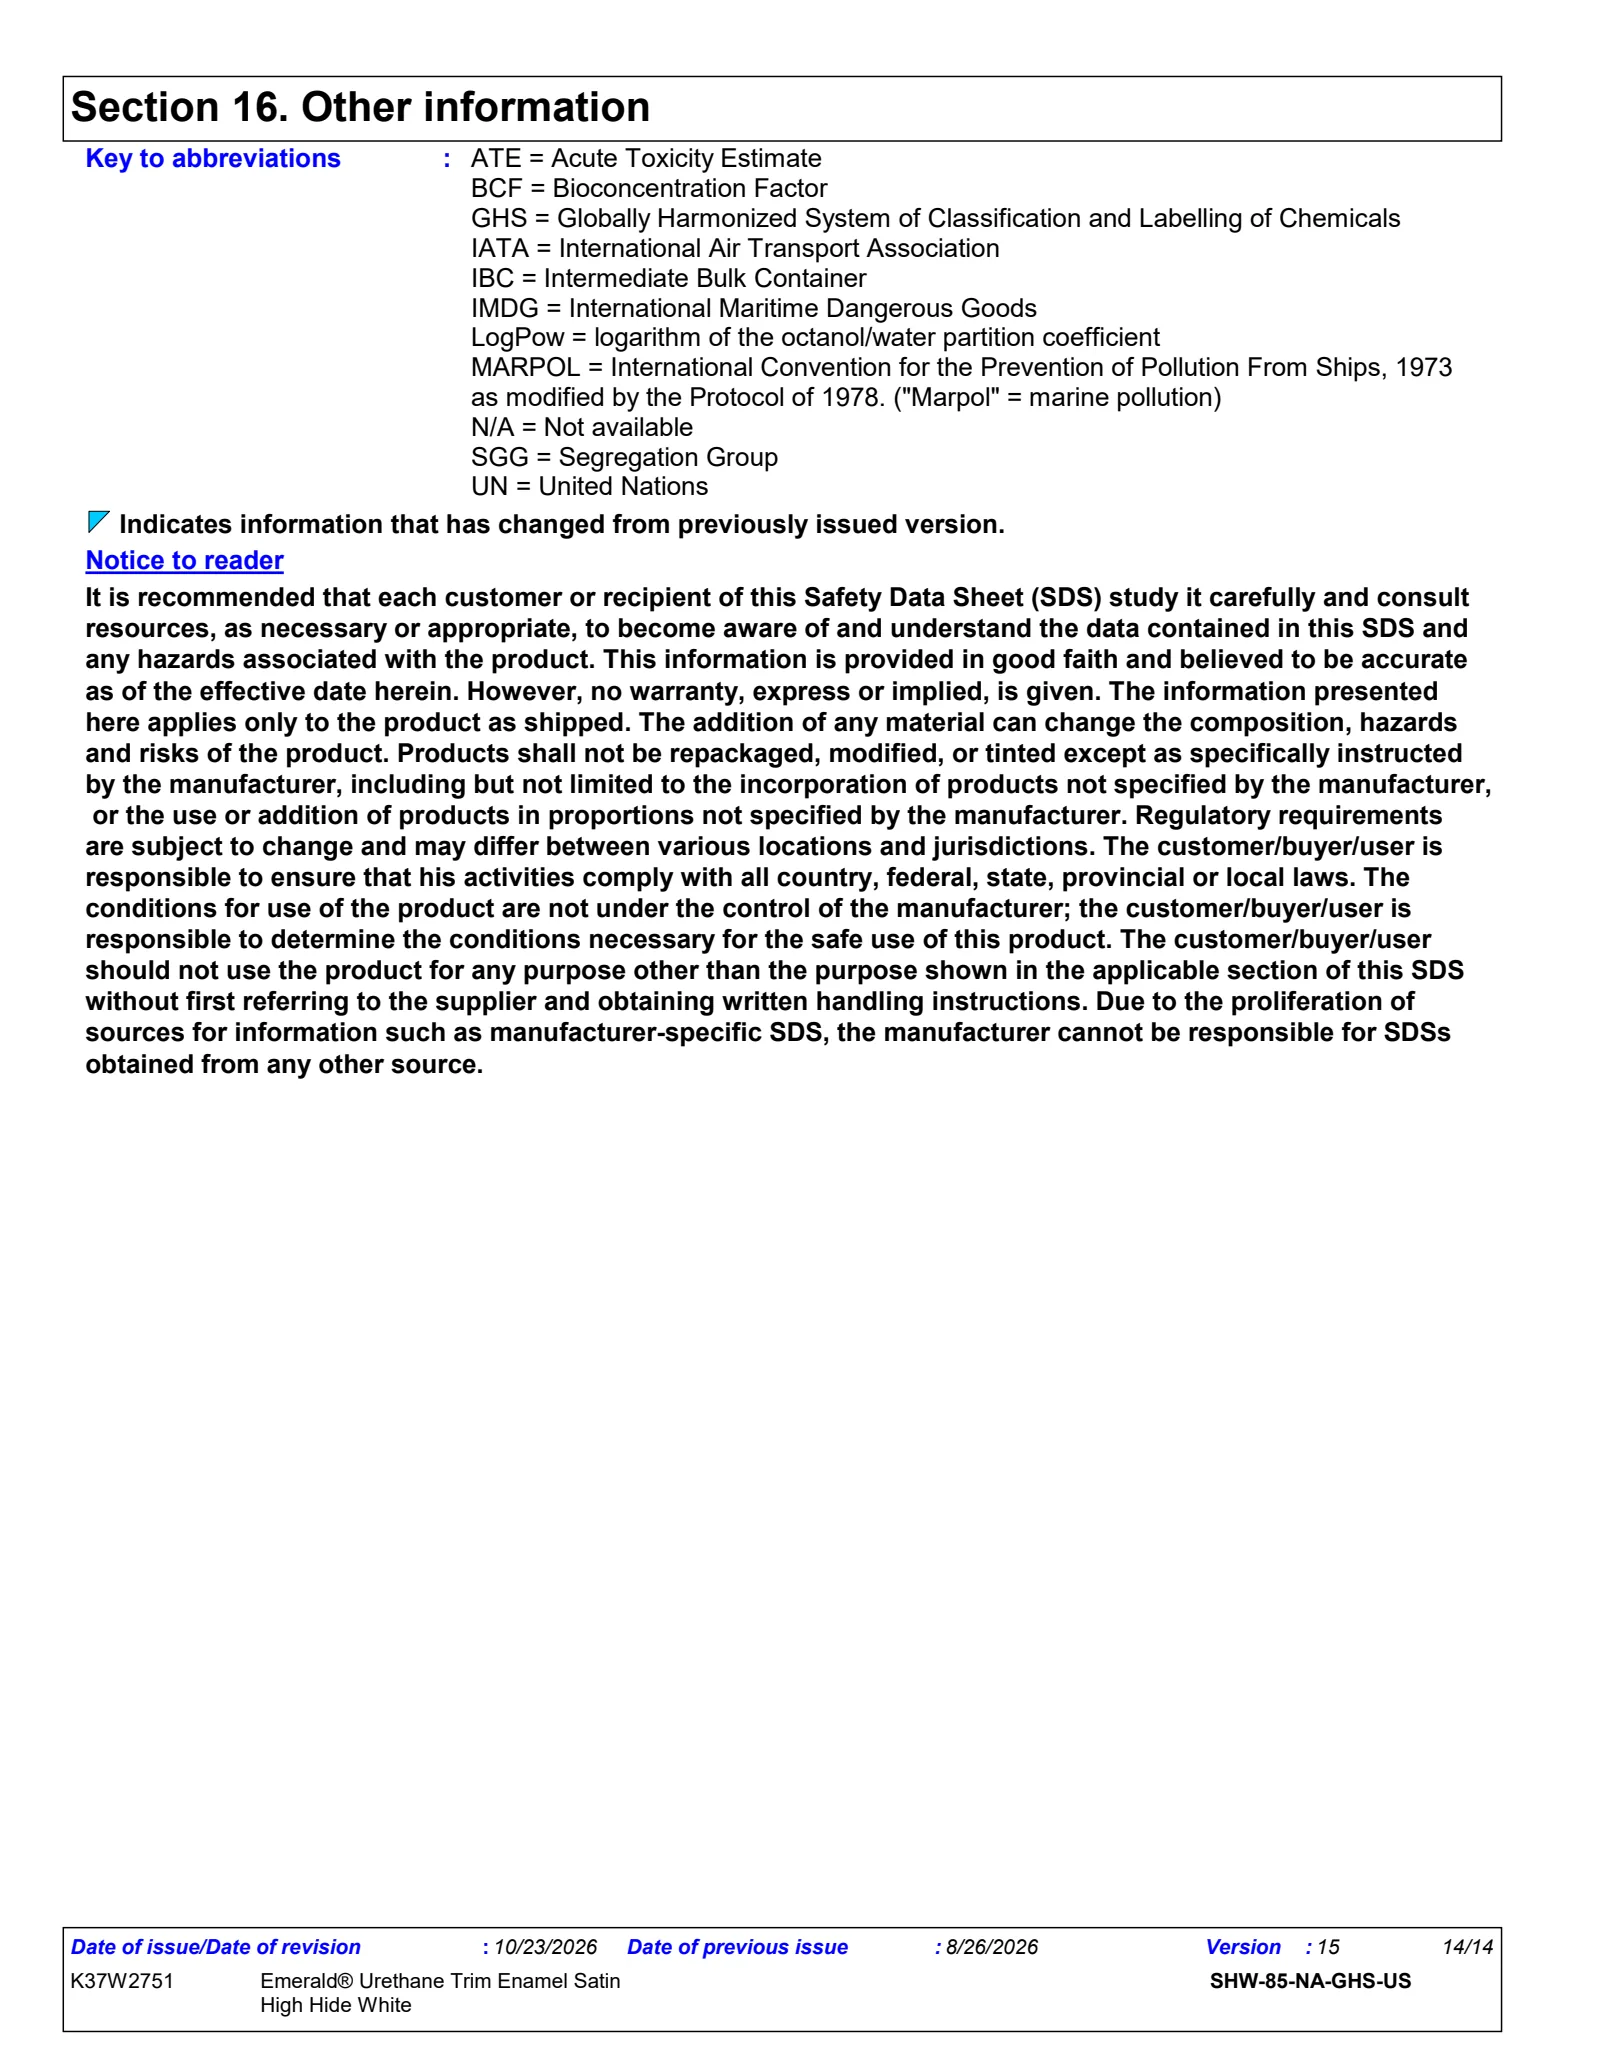 Section 16. Other information
Key to abbreviations : ATE = Acute Toxicity Estimate
BCF = Bioconcentration Factor
GHS = Globally Harmonized System of Classification and Labelling of Chemicals
IATA = International Air Transport Association
IBC = Intermediate Bulk Container
IMDG = International Maritime Dangerous Goods
LogPow = logarithm of the octanol/water partition coefficient
MARPOL = International Convention for the Prevention of Pollution From Ships, 1973
as modified by the Protocol of 1978. ("Marpol" = marine pollution)
N/A = Not available
SGG = Segregation Group
UN = United Nations
Indicates information that has changed from previously issued version.
Notice to reader
It is recommended that each customer or recipient of this Safety Data Sheet (SDS) study it carefully and consult
resources, as necessary or appropriate, to become aware of and understand the data contained in this SDS and
any hazards associated with the product. This information is provided in good faith and believed to be accurate
as of the effective date herein. However, no warranty, express or implied, is given. The information presented
here applies only to the product as shipped. The addition of any material can change the composition, hazards
and risks of the product. Products shall not be repackaged, modified, or tinted except as specifically instructed
by the manufacturer, including but not limited to the incorporation of products not specified by the manufacturer,
or the use or addition of products in proportions not specified by the manufacturer. Regulatory requirements
are subject to change and may differ between various locations and jurisdictions. The customer/buyer/user is
responsible to ensure that his activities comply with all country, federal, state, provincial or local laws. The
conditions for use of the product are not under the control of the manufacturer; the customer/buyer/user is
responsible to determine the conditions necessary for the safe use of this product. The customer/buyer/user
should not use the product for any purpose other than the purpose shown in the applicable section of this SDS
without first referring to the supplier and obtaining written handling instructions. Due to the proliferation of
sources for information such as manufacturer-specific SDS, the manufacturer cannot be responsible for SDSs
obtained from any other source.
Date of issue/Date of revision : 10/23/2026 Date of previous issue : 8/26/2026 Version : 15 14/14
K37W2751 Emerald® Urethane Trim Enamel Satin SHW-85-NA-GHS-US
High Hide White